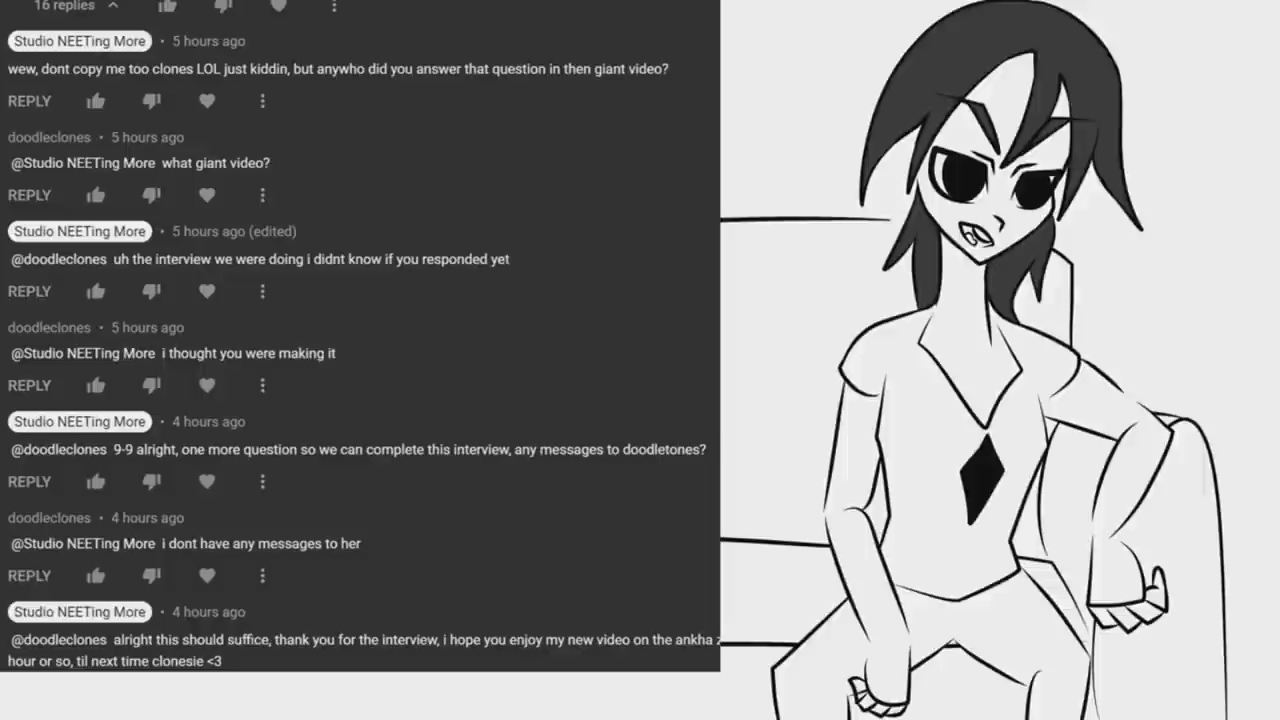 16 replies
Studio NEETing More • 5 hours ago
wew, dont copy me too clones LOL just kiddin, but anywho did you answer that question in then giant video?
REPLY
doodleclones • 5 hours ago
@Studio NEETing More what giant video?
REPLY
Studio NEETing More • 5 hours ago (edited)
@doodleclones uh the interview we were doing i didnt know if you responded yet
REPLY
doodleclones • 5 hours ago
@Studio NEETing More i thought you were making it
REPLY
Studio NEETing More • 4 hours ago
@doodleclones 9-9 alright, one more question so we can complete this interview, any messages to doodletones?
REPLY
doodleclones • 4 hours ago
@Studio NEETing More i dont have any messages to her
REPLY
Studio NEETing More • 4 hours ago
@doodleclones alright this should suffice, thank you for the interview, i hope you enjoy my new video on the ankha
hour or so, til next time clonesie <3